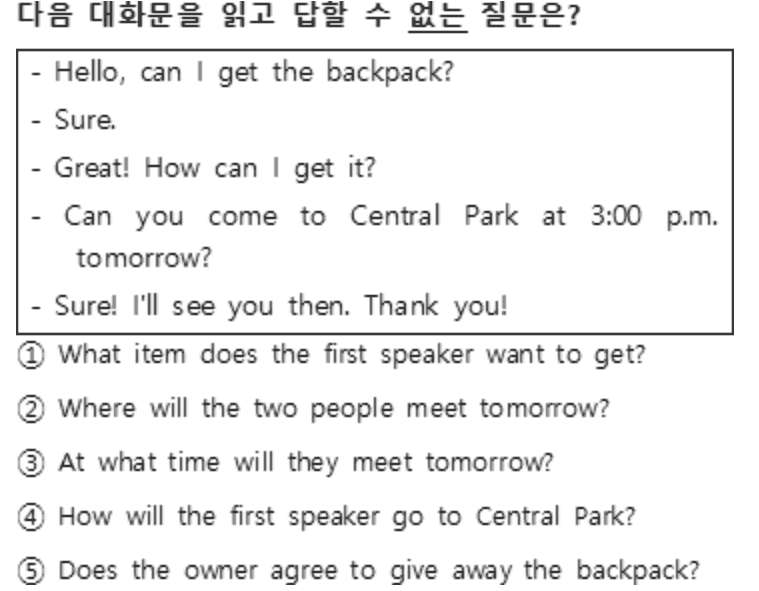 다음 대화문을 읽고 답할 수 없는 질문은?
- Hello, can I get the backpack?
- Sure.
- Great! How can I get it?
- Can you come to Central Park at 3:00 p.m.
tomorrow?
- Sure! I'll see you then. Thank you!
① What item does the first speaker want to get?
② Where will the two people meet tomorrow?
③ At what time will they meet tomorrow?
④ How will the first speaker go to Central Park?
⑤ Does the owner agree to give away the backpack?